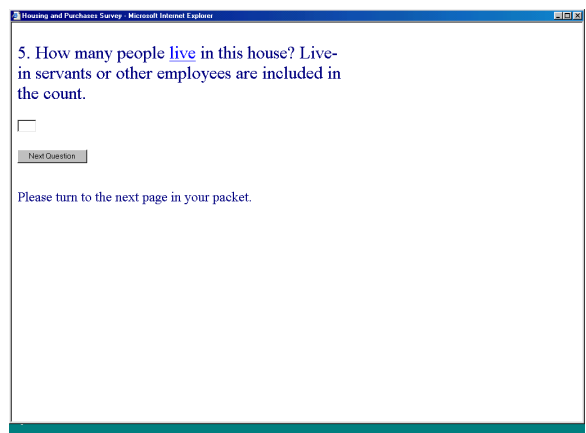 Housing and Purchases Survey - Microsoft Internet Explorer
5. How many people live in this house? Live-
in servants or other employees are included in
the count.
Next Question
Please turn to the next page in your packet.